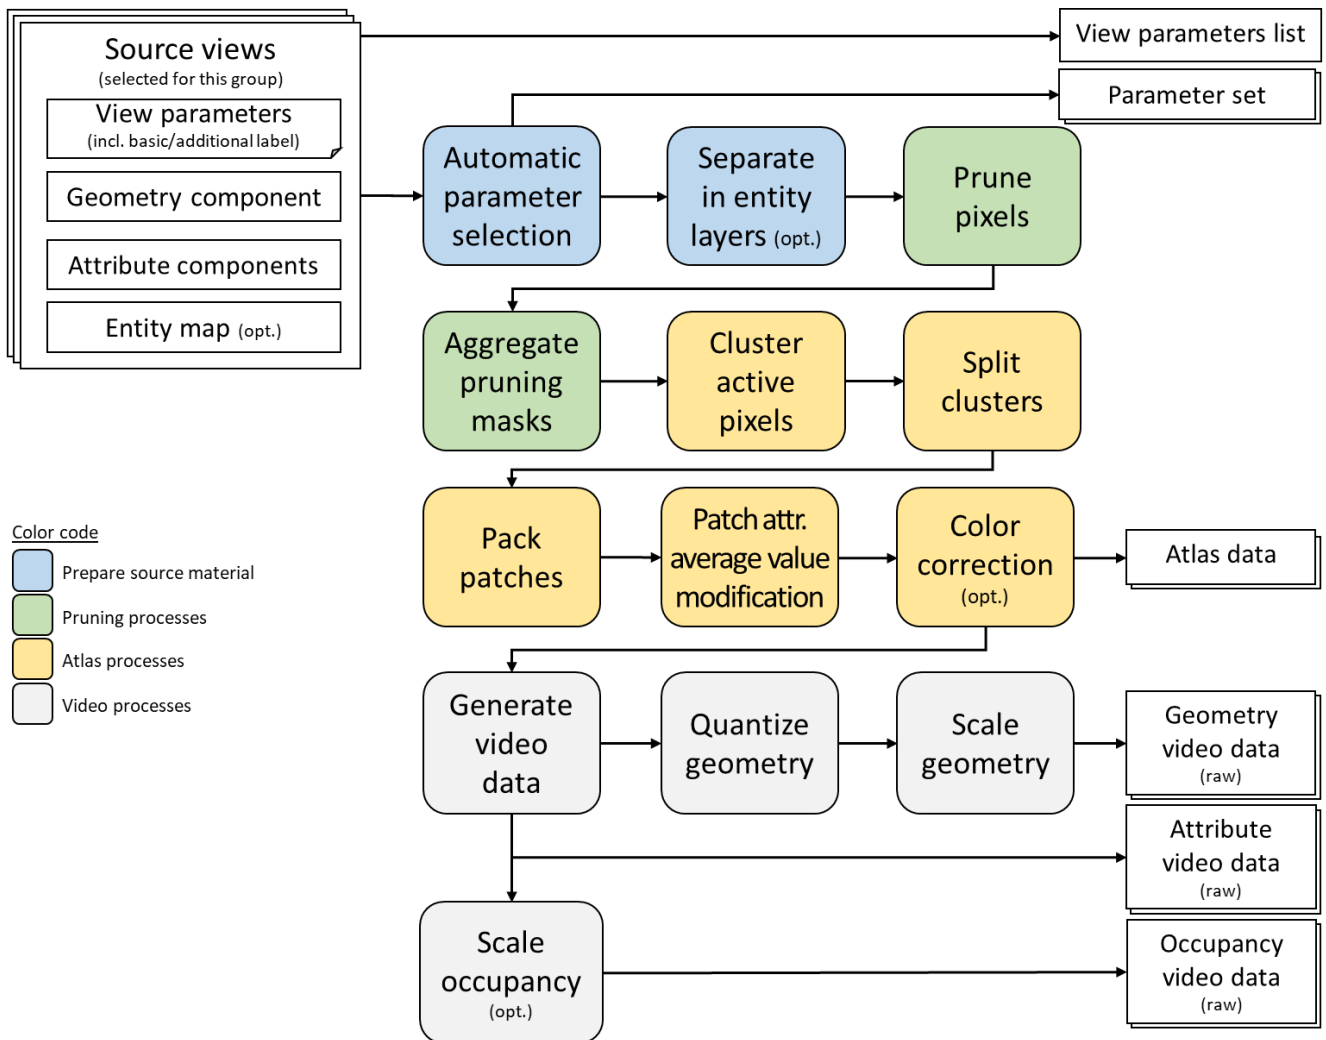 Source views
(selected for this group)
View parameters
(incl. basic/additional label)
Geometry component
Attribute components
Entity map (opt.)
View parameters list
Parameter set
Automatic
parameter
selection
Separate
in entity
layers (opt.)
Prune
pixels
Aggregate
pruning
masks
Cluster
active
pixels
Split
clusters
Pack
patches
Patch attr.
average value
modification
Color
correction
(opt.)
Atlas data
Color code
Prepare source material
Pruning processes
Atlas processes
Video processes
Generate
video
data
Quantize
geometry
Scale
geometry
Geometry
video data
(raw)
Attribute
video data
(raw)
Scale
occupancy
(opt.)
Occupancy
video data
(raw)